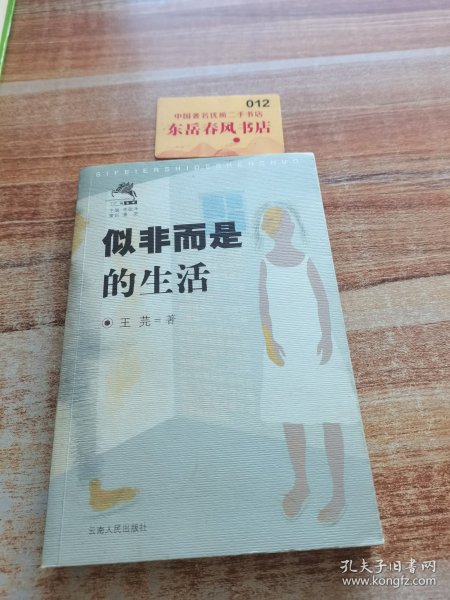 012
中国著名优质二手书店
东岳春风书店
SIFEIERSHIDESHENGHUO
似非而是
的生活
王芫=著
云南人民出版社
孔夫子旧书网
www.kongfz.com